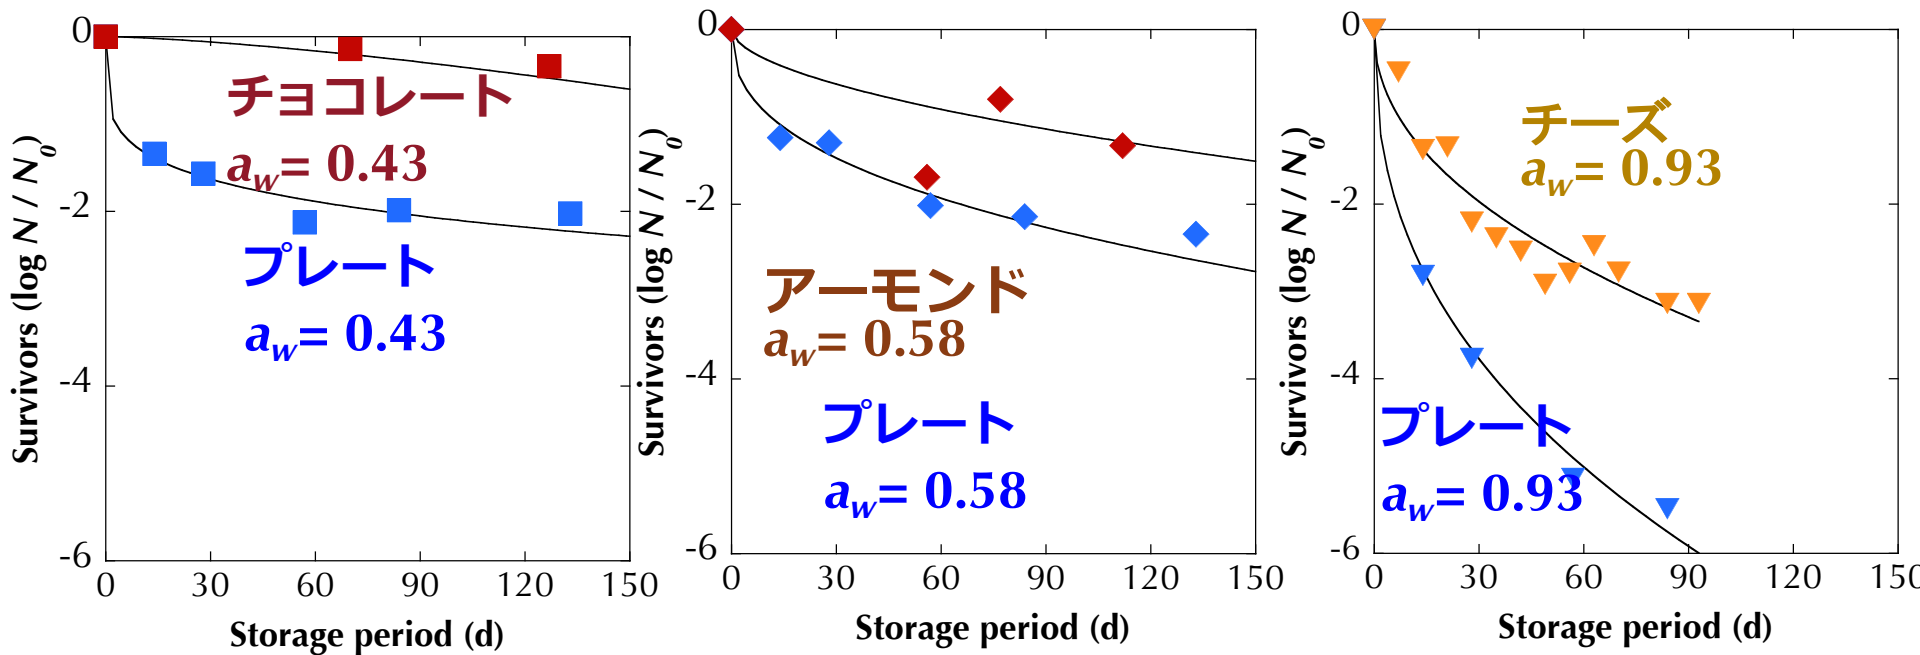 0
-2
-4
-6
0 30 60 90 120 150
Survivors (log N / N0)
Storage period (d)
チョコレート
aw= 0.43
プレート
aw= 0.43
0
-2
-4
-6
0 30 60 90 120 150
Survivors (log N / N0)
Storage period (d)
アーモンド
aw= 0.58
プレート
aw= 0.58
0
-2
-4
-6
0 30 60 90 120 150
Survivors (log N / N0)
Storage period (d)
チーズ
aw= 0.93
プレート
aw= 0.93